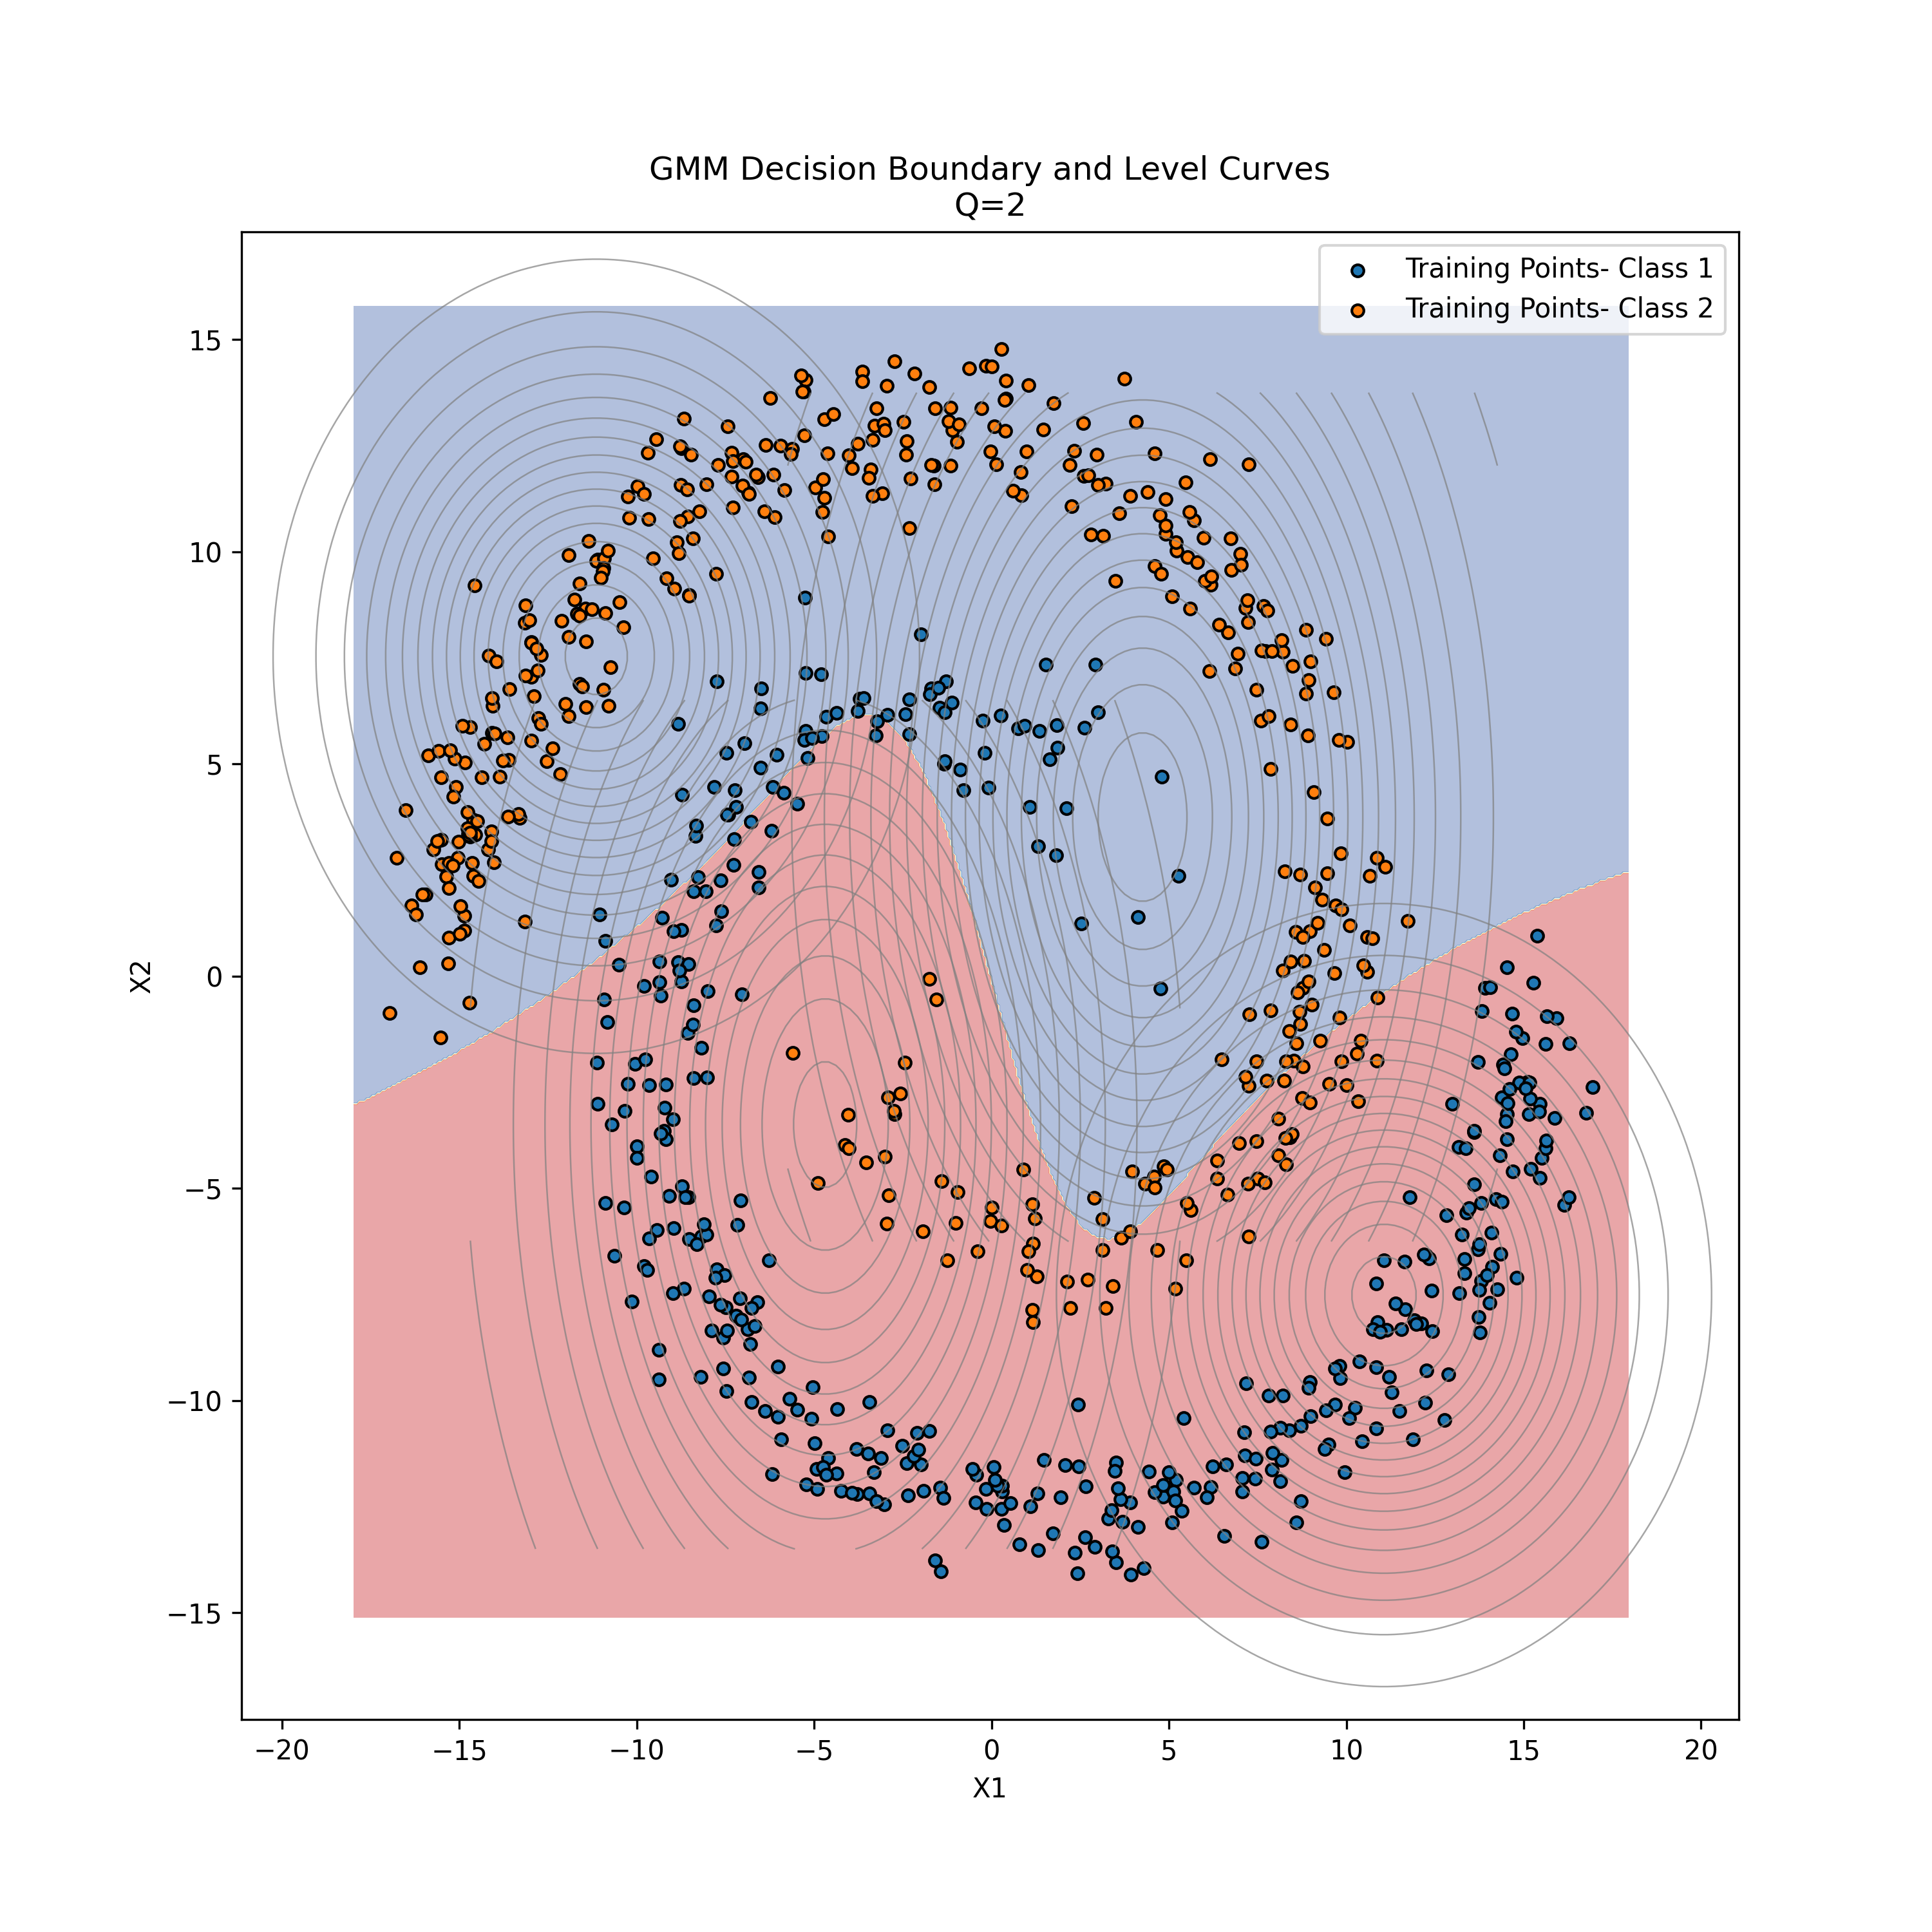 GMM Decision Boundary and Level Curves
Q=2
Training Points- Class 1
Training Points- Class 2
15
10
5
0
−5
−10
−15
X2
−20 −15 −10 −5 0 5 10 15 20
X1